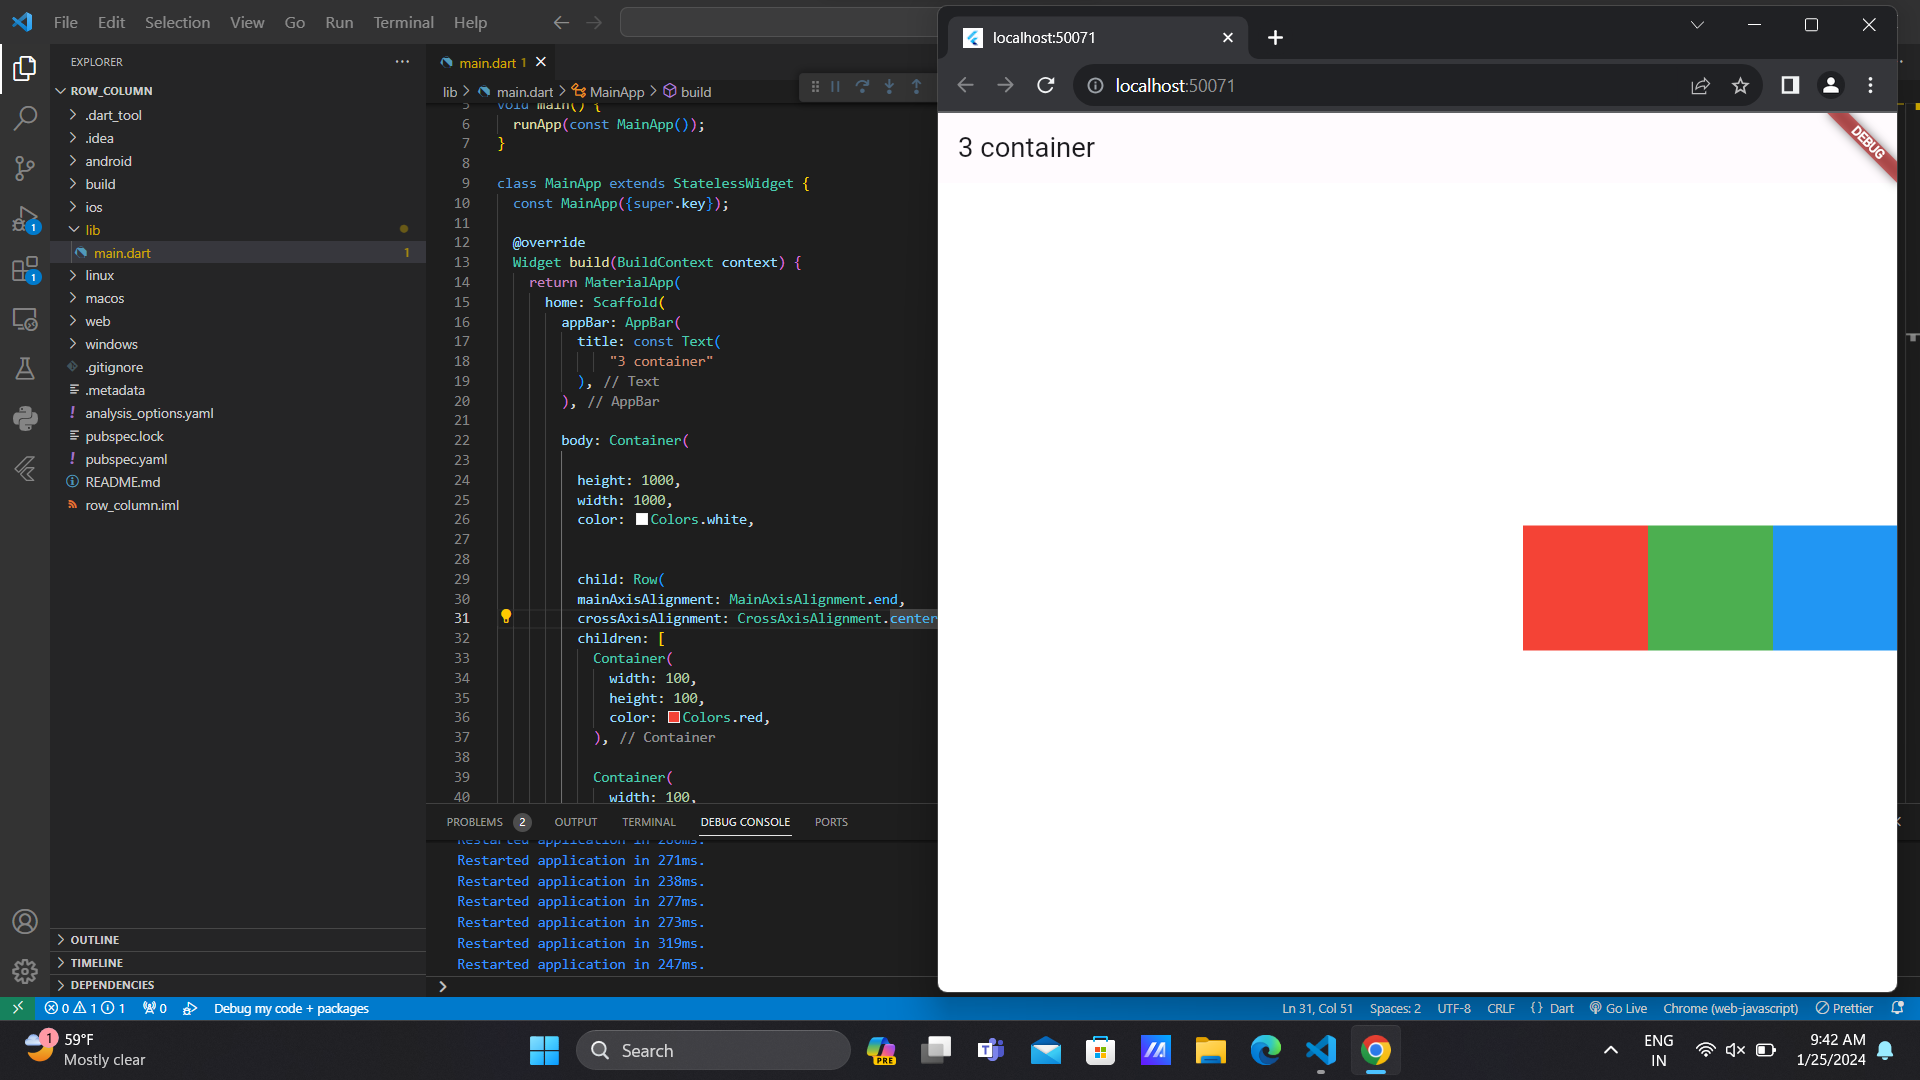 File Edit Selection View Go Run Terminal Help
EXPLORER
ROW_COLUMN
.dart_tool
.idea
android
build
ios
lib
main.dart 1
linux
macos
web
windows
.gitignore
.metadata
analysis_options.yaml
pubspec.lock
pubspec.yaml
README.md
row_column.iml
OUTLINE
TIMELINE
DEPENDENCIES
1
1
main.dart 1
lib > main.dart > MainApp > build
5 void main() {
6 runApp(const MainApp());
7 }
8
9 class MainApp extends StatelessWidget {
10 const MainApp({super.key});
11
12 @override
13 Widget build(BuildContext context) {
14 return MaterialApp(
15 home: Scaffold(
16 appBar: AppBar(
17 title: const Text(
18 "3 container"
19 ), // Text
20 ), // AppBar
21
22 body: Container(
23
24 height: 1000,
25 width: 1000,
26 color: Colors.white,
27
28
29 child: Row(
30 mainAxisAlignment: MainAxisAlignment.end,
31 crossAxisAlignment: CrossAxisAlignment.center
32 children: [
33 Container(
34 width: 100,
35 height: 100,
36 color: Colors.red,
37 ), // Container
38
39 Container(
40 width: 100,
PROBLEMS 2 OUTPUT TERMINAL DEBUG CONSOLE PORTS
Restarted application in 271ms.
Restarted application in 238ms.
Restarted application in 277ms.
Restarted application in 273ms.
Restarted application in 319ms.
Restarted application in 247ms.
localhost:50071
localhost:50071
3 container
DEBUG
0 1 1 0 Debug my code + packages
Ln 31, Col 51 Spaces: 2 UTF-8 CRLF {} Dart Go Live Chrome (web-javascript) Prettier
1
59°F
Mostly clear
Search
PRE
ENG
IN
9:42 AM
1/25/2024